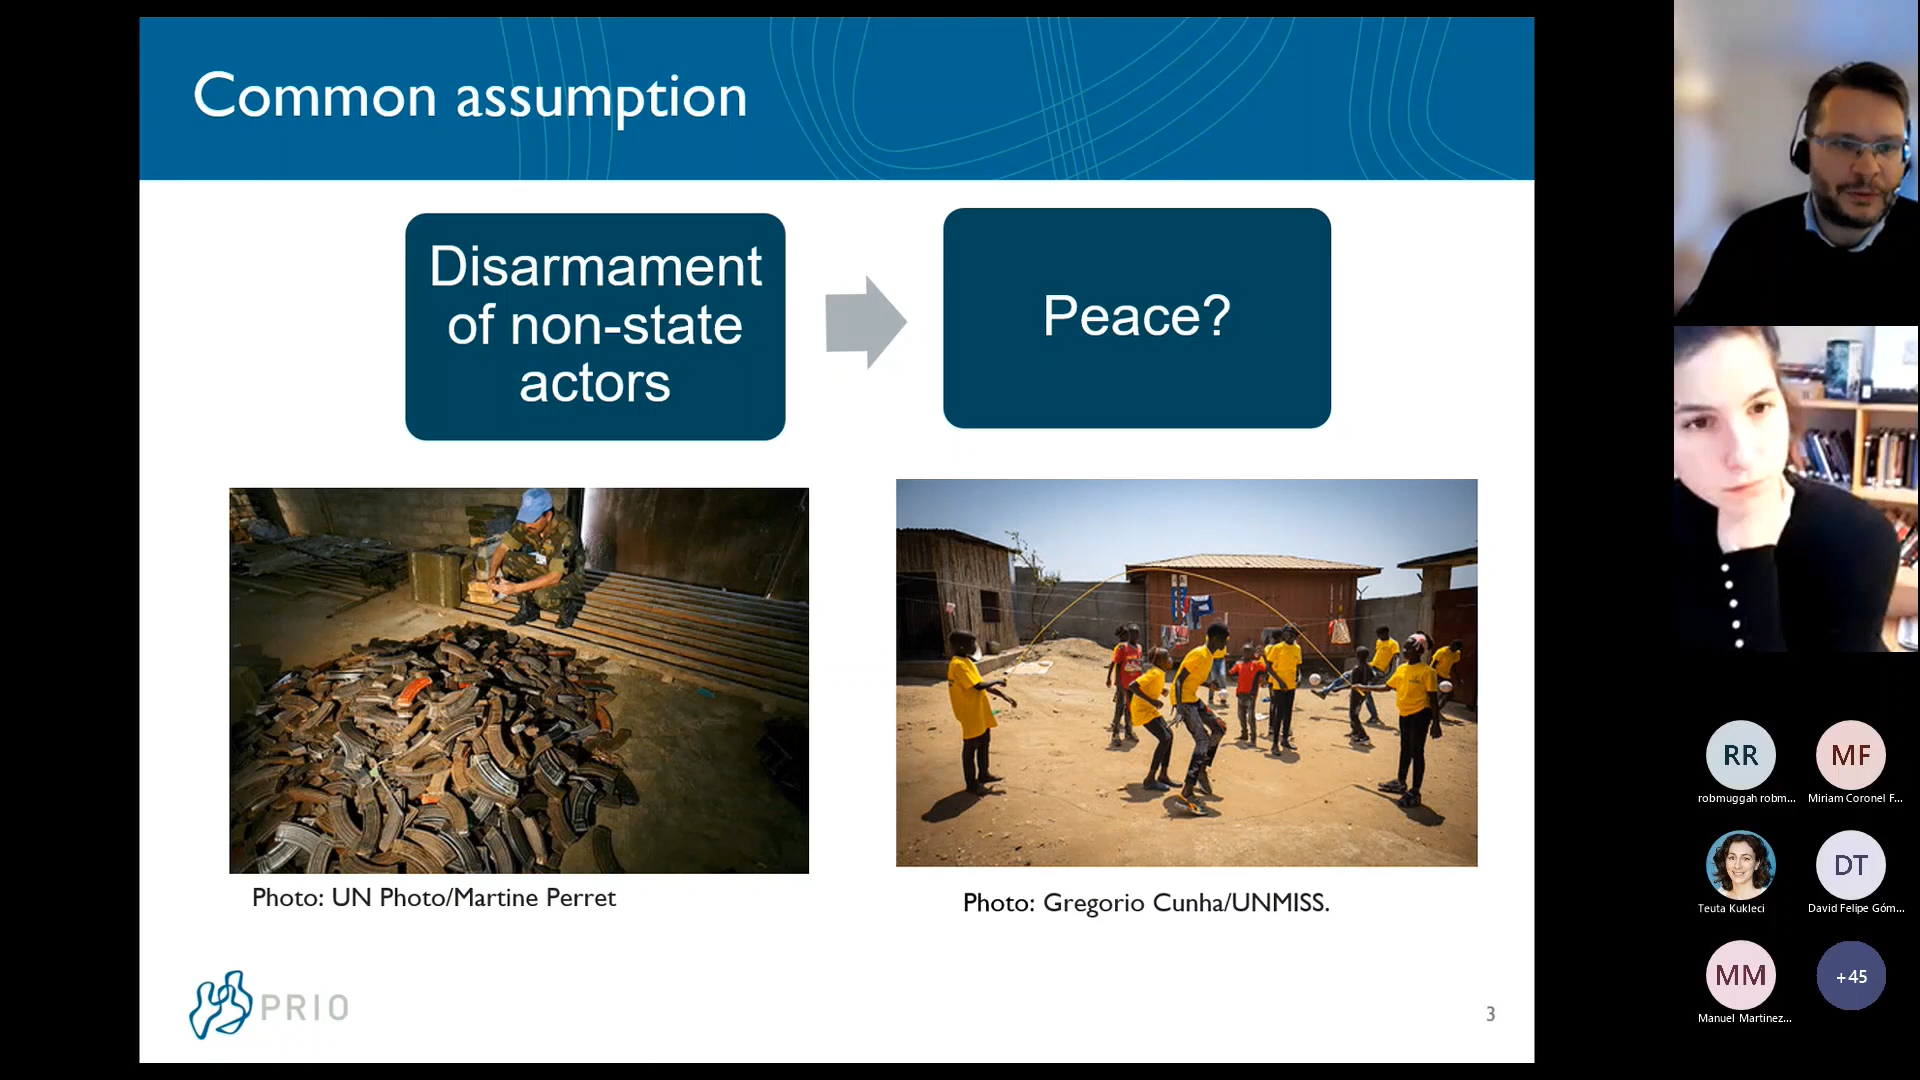 Common assumption
Disarmament
of non-state
actors
Peace?
Photo: UN Photo/Martine Perret
Photo: Gregorio Cunha/UNMISS.
PRIO
3
RR
robmuggah robm...
MF
Miriam Coronel F...
Teuta Kukleci
DT
David Felipe Góm...
MM
Manuel Martinez...
+45